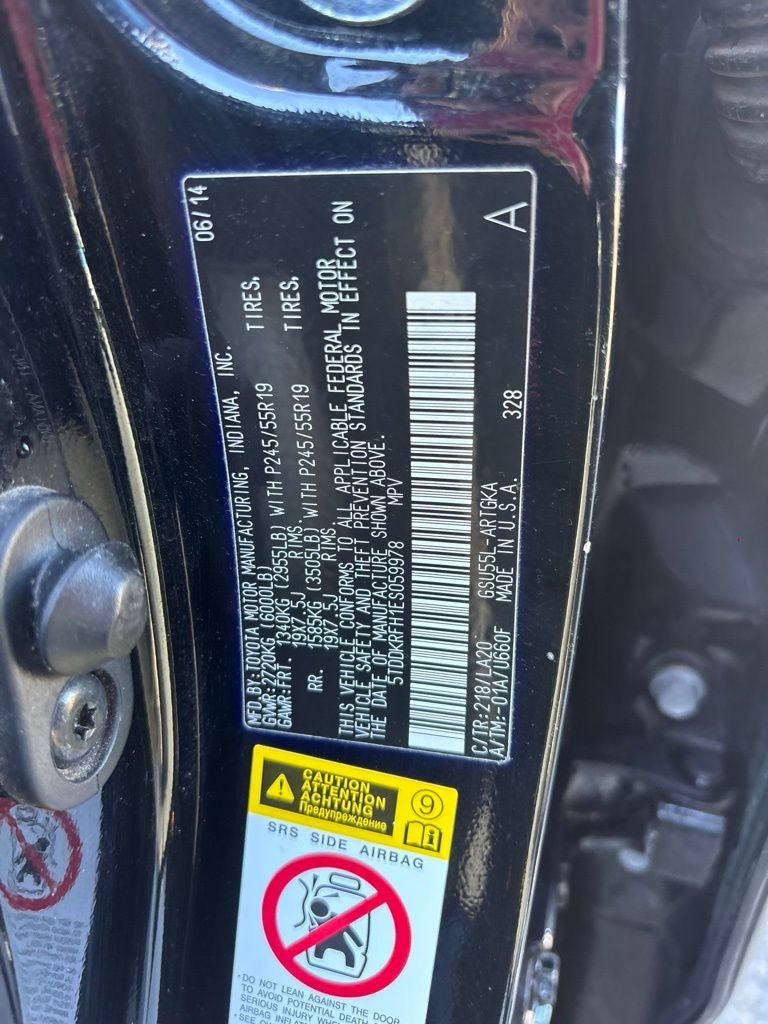 MFD.BY:TOYOTA MOTOR MANUFACTURING, INDIANA, INC. 06/14
GVWR:2720KG (6000LB)
GAWR:FRT. 1340KG (2955LB) WITH P245/55R19 TIRES,
19X7.5J RIMS.
RR. 1585KG (3505LB) WITH P245/55R19 TIRES,
19X7.5J RIMS.
THIS VEHICLE CONFORMS TO ALL APPLICABLE FEDERAL MOTOR
VEHICLE SAFETY AND THEFT PREVENTION STANDARDS IN EFFECT ON
THE DATE OF MANUFACTURE SHOWN ABOVE.
5TDDKRFH1ES059978 MPV
C/TR:218/LA20 GSU55L-ARTGKA 328
A/TM:-01A/U660F MADE IN U.S.A. A
CAUTION
ATTENTION
ACHTUNG
Предупреждение
9
i
SRS SIDE AIRBAG
DO NOT LEAN AGAINST THE DOOR
TO AVOID POTENTIAL DEATH
SERIOUS INJURY WHEN
AIRBAG